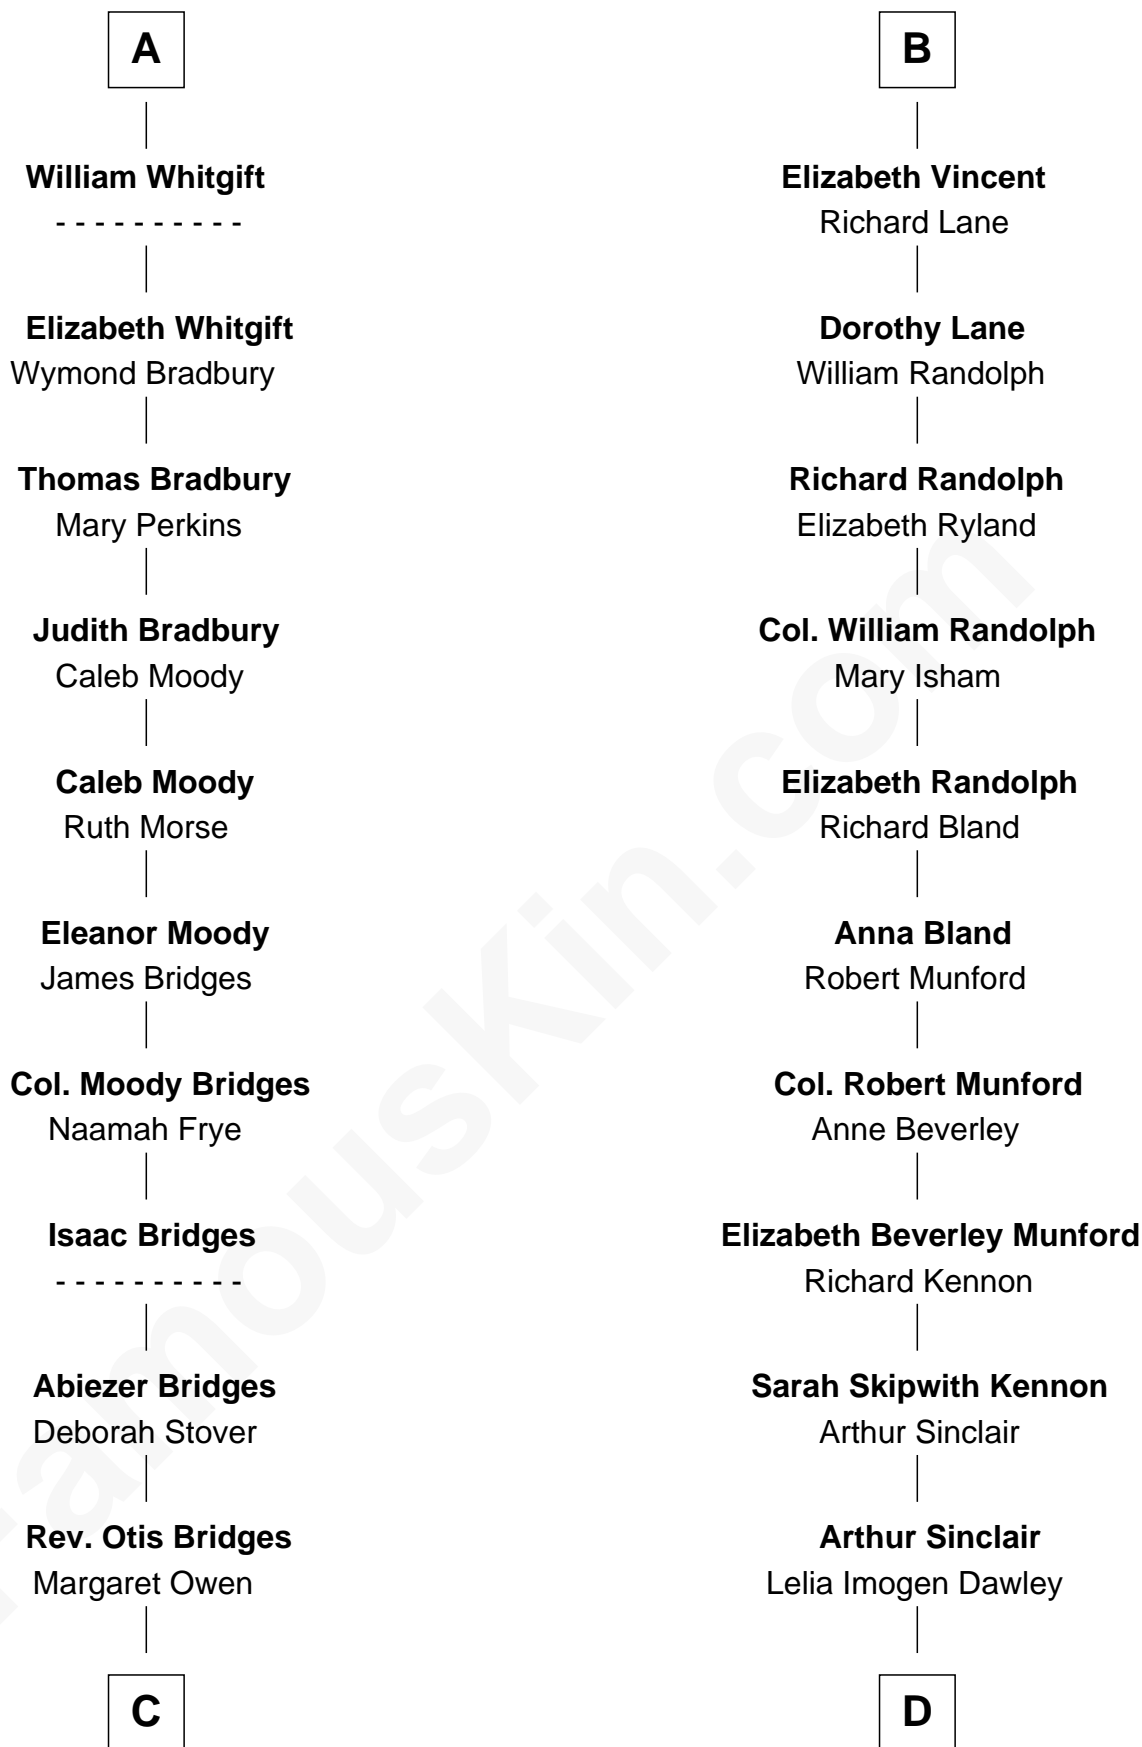 A
William Whitgift
- - - - - - - - - -
Elizabeth Whitgift
Wymond Bradbury
Thomas Bradbury
Mary Perkins
Judith Bradbury
Caleb Moody
Caleb Moody
Ruth Morse
Eleanor Moody
James Bridges
Col. Moody Bridges
Naamah Frye
Isaac Bridges
- - - - - - - - - -
Abiezer Bridges
Deborah Stover
Rev. Otis Bridges
Margaret Owen
C
B
Elizabeth Vincent
Richard Lane
Dorothy Lane
William Randolph
Richard Randolph
Elizabeth Ryland
Col. William Randolph
Mary Isham
Elizabeth Randolph
Richard Bland
Anna Bland
Robert Munford
Col. Robert Munford
Anne Beverley
Elizabeth Beverley Munford
Richard Kennon
Sarah Skipwith Kennon
Arthur Sinclair
Arthur Sinclair
Lelia Imogen Dawley
D
FamousKin.com